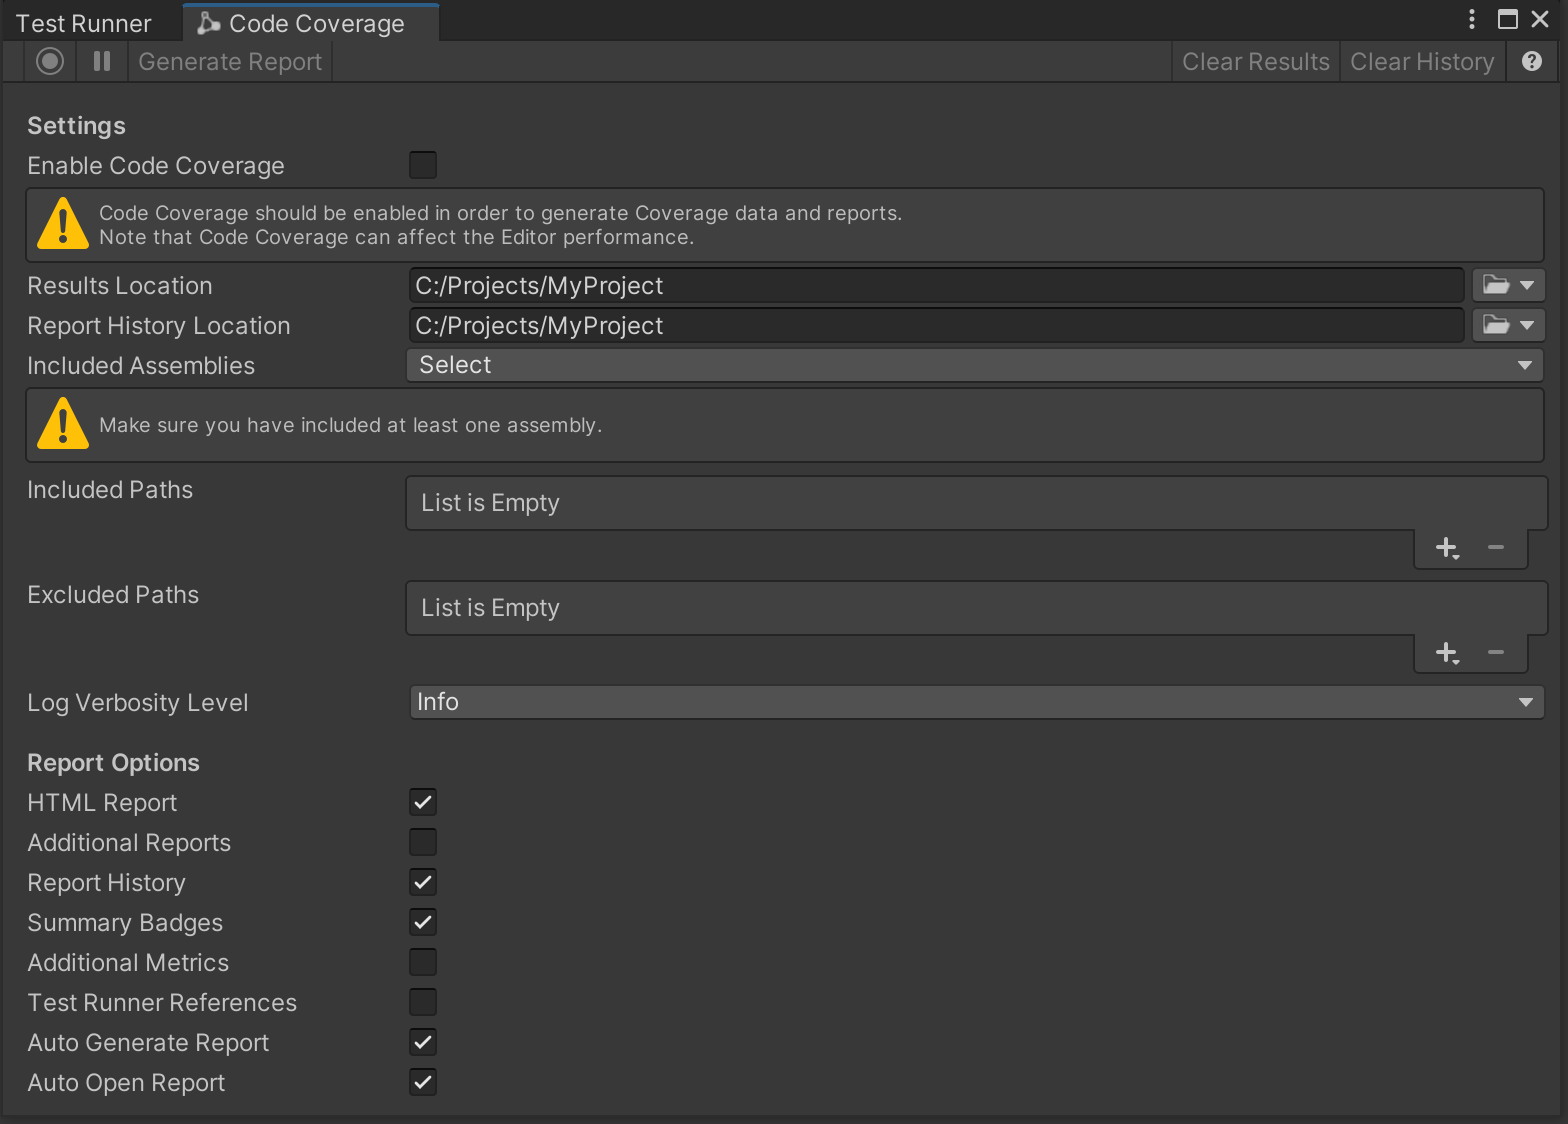 Test Runner
Code Coverage
Generate Report
Clear Results
Clear History
Settings
Enable Code Coverage
Code Coverage should be enabled in order to generate Coverage data and reports.
Note that Code Coverage can affect the Editor performance.
Results Location
C:/Projects/MyProject
Report History Location
C:/Projects/MyProject
Included Assemblies
Select
Make sure you have included at least one assembly.
Included Paths
List is Empty
Excluded Paths
List is Empty
Log Verbosity Level
Info
Report Options
HTML Report
Additional Reports
Report History
Summary Badges
Additional Metrics
Test Runner References
Auto Generate Report
Auto Open Report